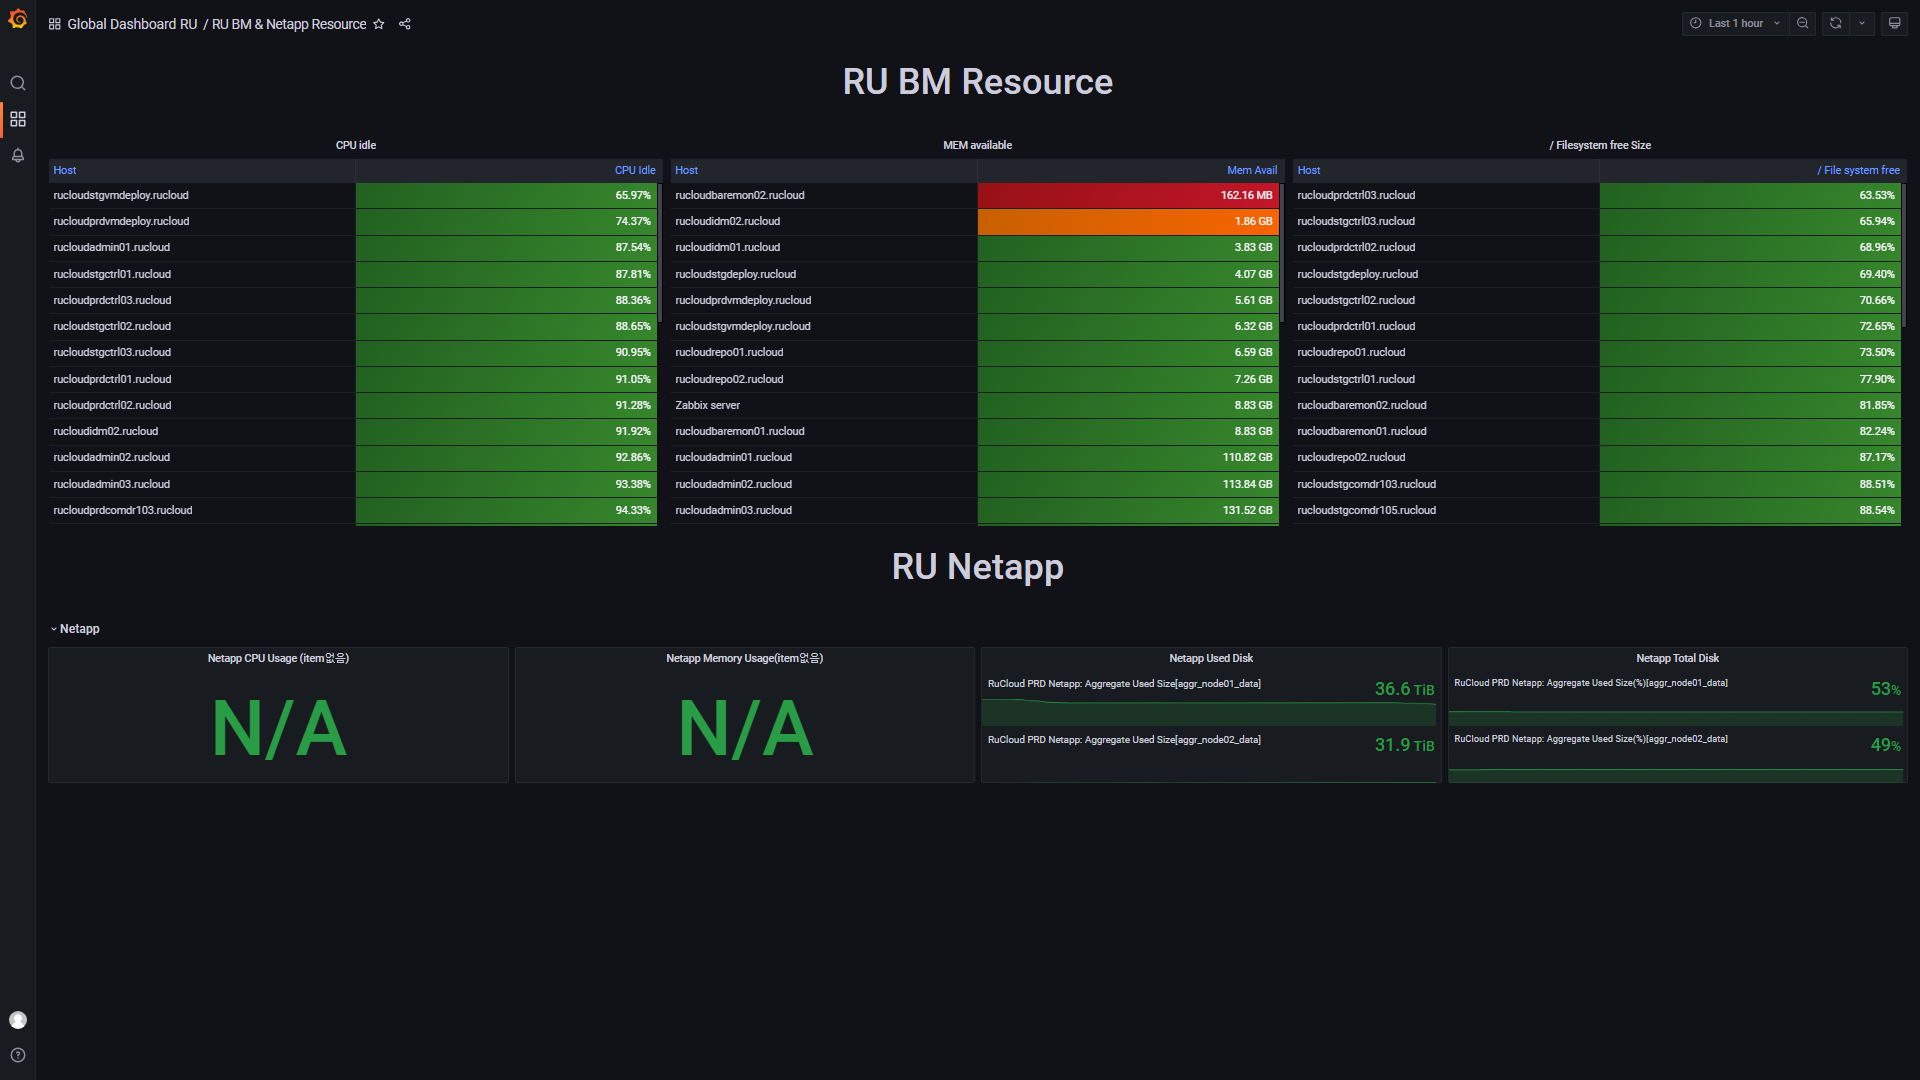 Global Dashboard RU / RU BM & Netapp Resource
Last 1 hour
RU BM Resource
CPU idle
Host CPU Idle
rucloudstgvmdeploy.rucloud 65.97%
rucloudprdvmdeploy.rucloud 74.37%
rucloudadmin01.rucloud 87.54%
rucloudstgctrl01.rucloud 87.81%
rucloudprdctrl03.rucloud 88.36%
rucloudstgctrl02.rucloud 88.65%
rucloudstgctrl03.rucloud 90.95%
rucloudprdctrl01.rucloud 91.05%
rucloudprdctrl02.rucloud 91.28%
rucloudidm02.rucloud 91.92%
rucloudadmin02.rucloud 92.86%
rucloudadmin03.rucloud 93.38%
rucloudprdcomdr103.rucloud 94.33%
MEM available
Host Mem Avail
rucloudbaremon02.rucloud 162.16 MB
rucloudidm02.rucloud 1.86 GB
rucloudidm01.rucloud 3.83 GB
rucloudstgdeploy.rucloud 4.07 GB
rucloudprdvmdeploy.rucloud 5.61 GB
rucloudstgvmdeploy.rucloud 6.32 GB
rucloudrepo01.rucloud 6.59 GB
rucloudrepo02.rucloud 7.26 GB
Zabbix server 8.83 GB
rucloudbaremon01.rucloud 8.83 GB
rucloudadmin01.rucloud 110.82 GB
rucloudadmin02.rucloud 113.84 GB
rucloudadmin03.rucloud 131.52 GB
/ Filesystem free Size
Host / File system free
rucloudprdctrl03.rucloud 63.53%
rucloudstgctrl03.rucloud 65.94%
rucloudprdctrl02.rucloud 68.96%
rucloudstgdeploy.rucloud 69.40%
rucloudstgctrl02.rucloud 70.66%
rucloudprdctrl01.rucloud 72.65%
rucloudrepo01.rucloud 73.50%
rucloudstgctrl01.rucloud 77.90%
rucloudbaremon02.rucloud 81.85%
rucloudbaremon01.rucloud 82.24%
rucloudrepo02.rucloud 87.17%
rucloudstgcomdr103.rucloud 88.51%
rucloudstgcomdr105.rucloud 88.54%
RU Netapp
Netapp
Netapp CPU Usage (item없음)
N/A
Netapp Memory Usage(item없음)
N/A
Netapp Used Disk
RuCloud PRD Netapp: Aggregate Used Size[aggr_node01_data] 36.6 TiB
RuCloud PRD Netapp: Aggregate Used Size[aggr_node02_data] 31.9 TiB
Netapp Total Disk
RuCloud PRD Netapp: Aggregate Used Size(%)[aggr_node01_data] 53%
RuCloud PRD Netapp: Aggregate Used Size(%)[aggr_node02_data] 49%